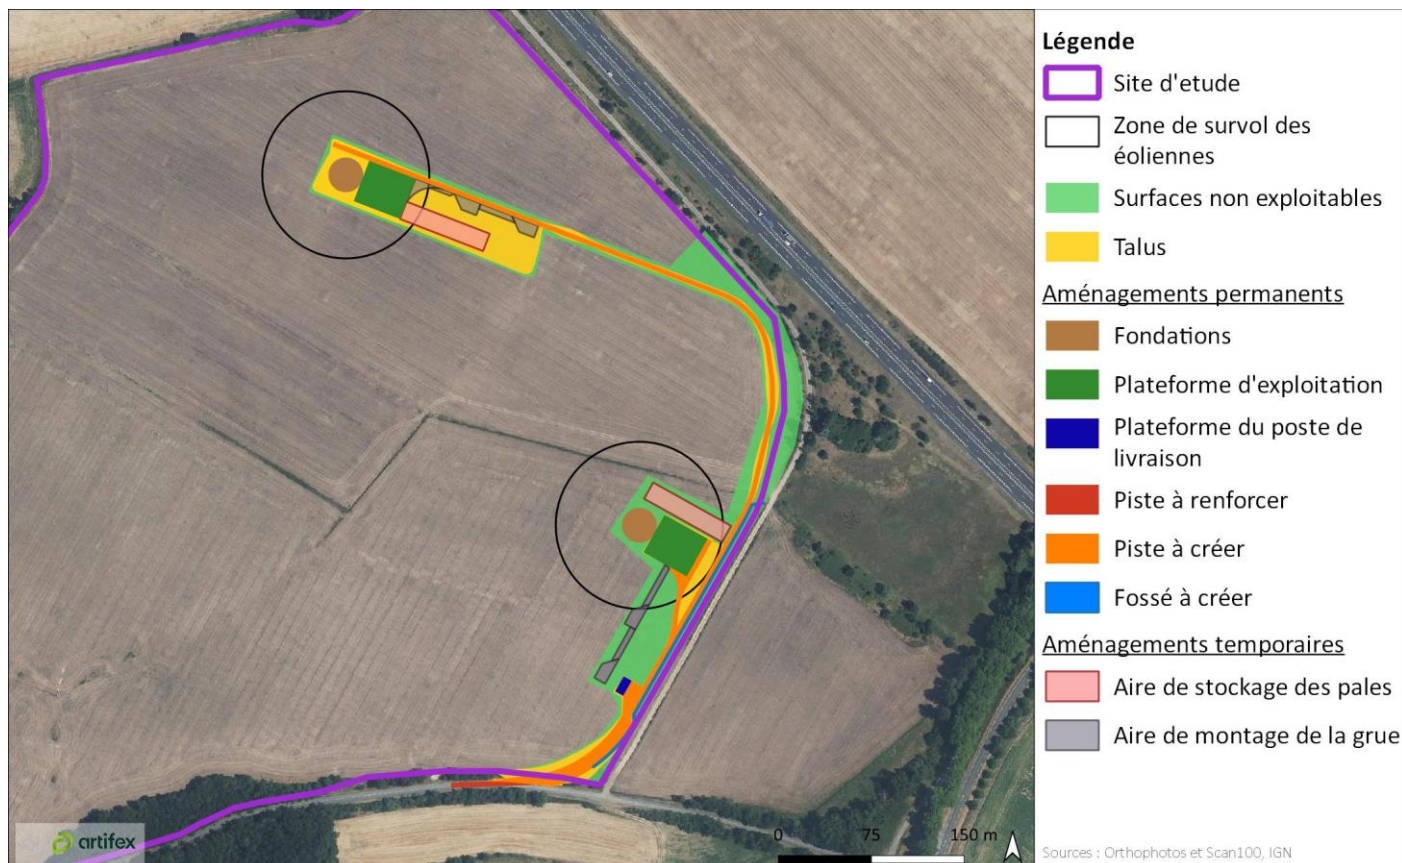 Légende
Site d'etude
Zone de survol des
éoliennes
Surfaces non exploitables
Talus
Aménagements permanents
Fondations
Plateforme d'exploitation
Plateforme du poste de
livraison
Piste à renforcer
Piste à créer
Fossé à créer
Aménagements temporaires
Aire de stockage des pales
Aire de montage de la grue
artifex
0 75 150 m
Sources : Orthophotos et Scan100, IGN